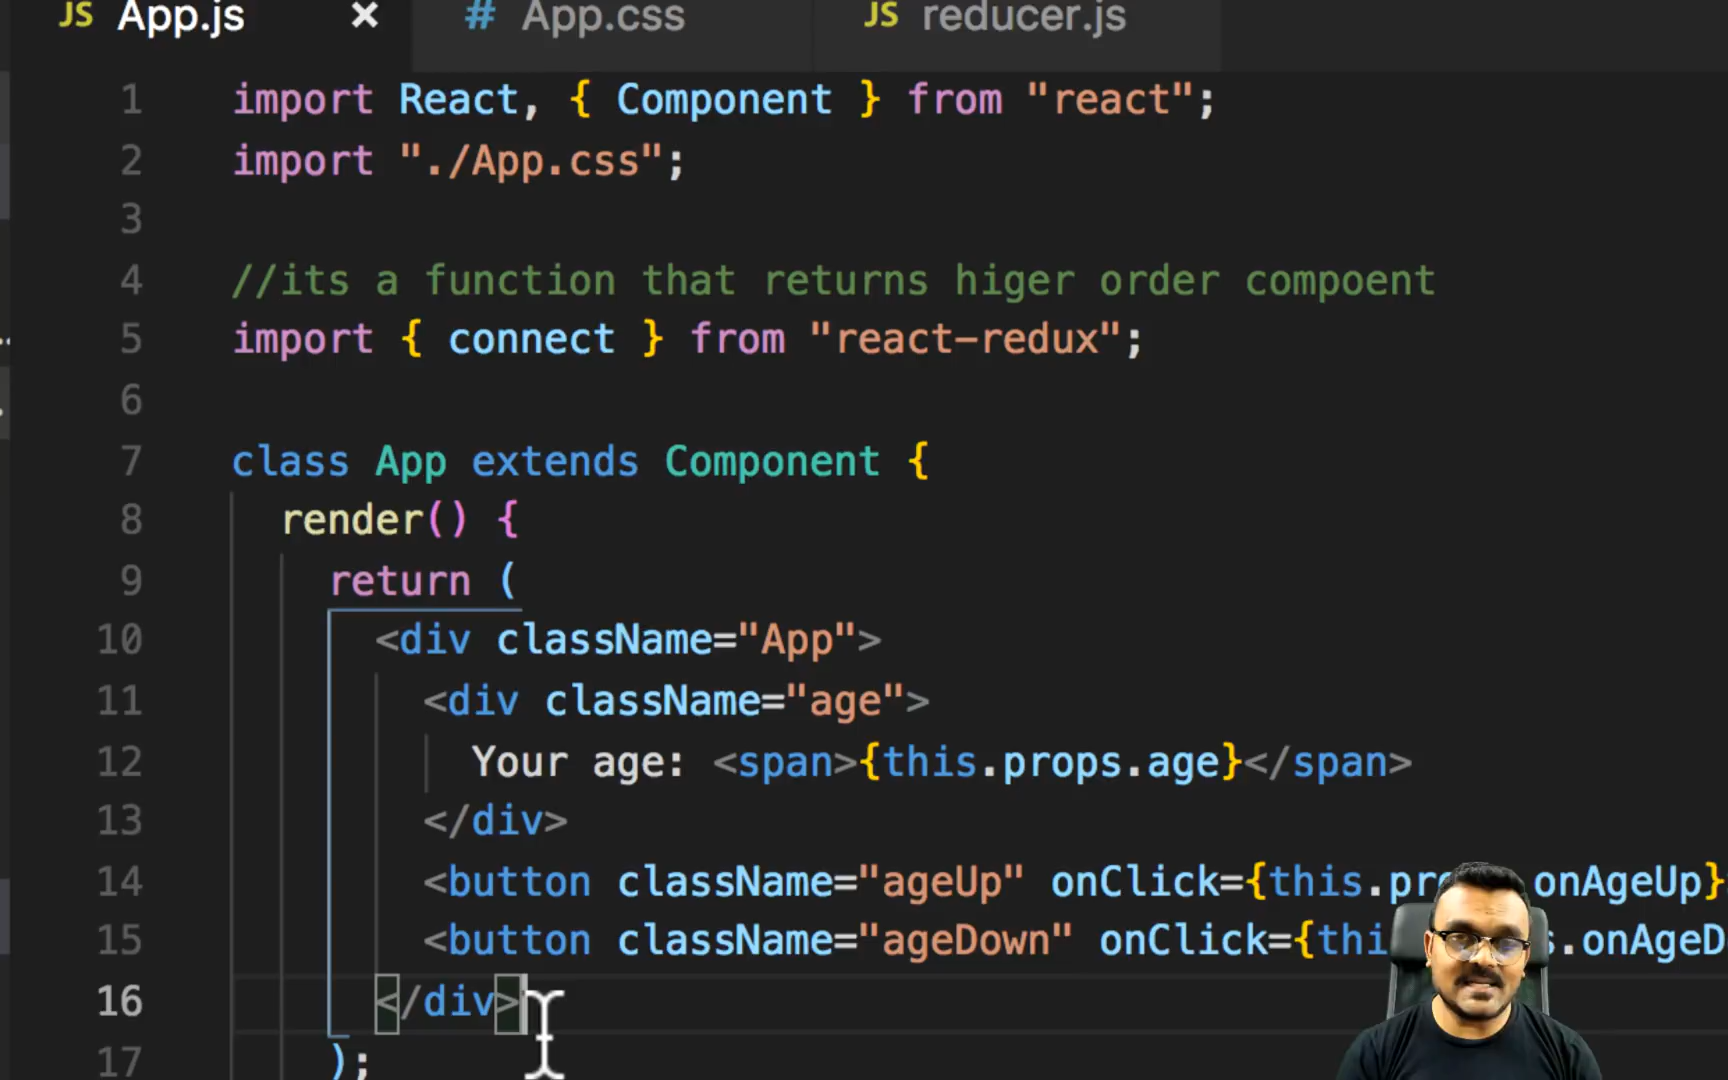 JS App.js × # App.css JS reducer.js
1 import React, { Component } from "react";
2 import "./App.css";
3
4 //its a function that returns higer order compoent
5 import { connect } from "react-redux";
6
7 class App extends Component {
8 render() {
9 return (
10 <div className="App">
11 <div className="age">
12 Your age: <span>{this.props.age}</span>
13 </div>
14 <button className="ageUp" onClick={this.pr onAgeUp}
15 <button className="ageDown" onClick={thi s.onAgeD
16 </div>
17 );